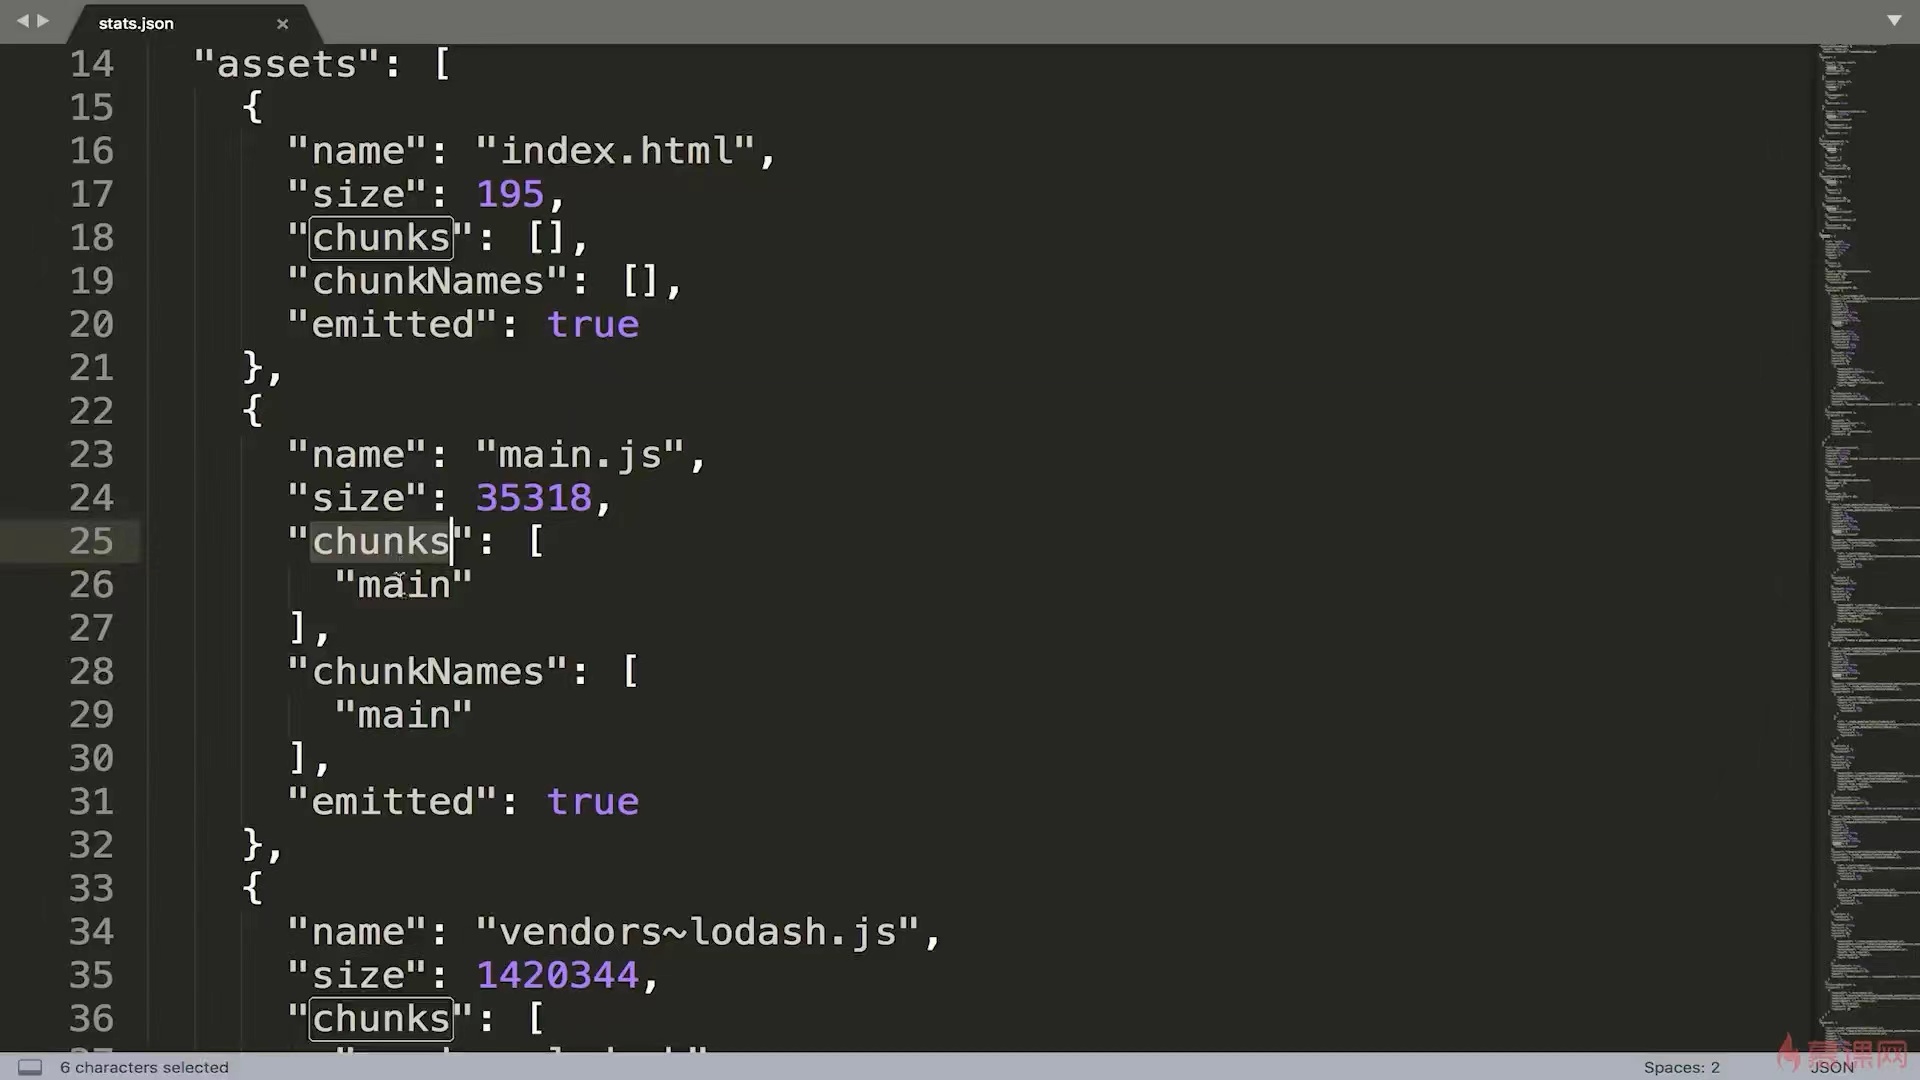 stats.json
14 "assets": [
15 {
16 "name": "index.html",
17 "size": 195,
18 "chunks": [],
19 "chunkNames": [],
20 "emitted": true
21 },
22 {
23 "name": "main.js",
24 "size": 35318,
25 "chunks": [
26 "main"
27 ],
28 "chunkNames": [
29 "main"
30 ],
31 "emitted": true
32 },
33 {
34 "name": "vendors~lodash.js",
35 "size": 1420344,
36 "chunks": [
6 characters selected
Spaces: 2
JSON
慕课网